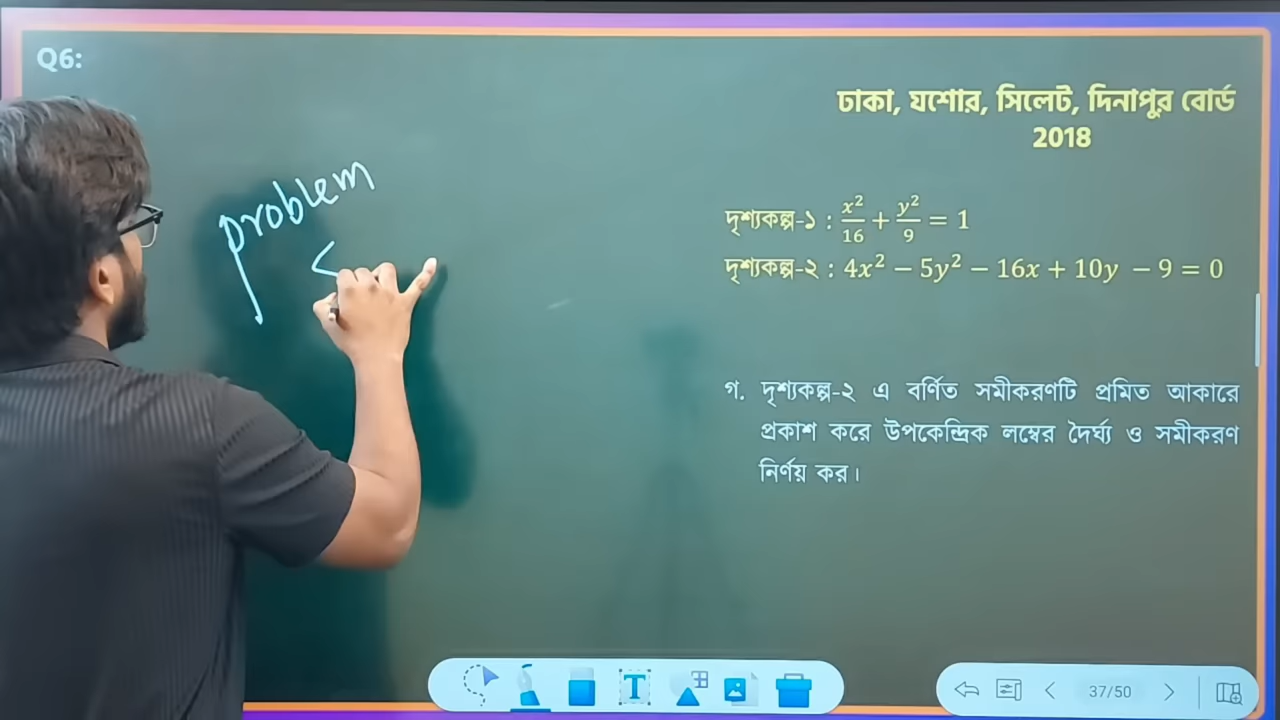 Q6:
ঢাকা, যশোর, সিলেট, দিনাপুর বোর্ড
2018
problem
<
দৃশ্যকল্প-১ : x²/16 + y²/9 = 1
দৃশ্যকল্প-২ : 4x² − 5y² − 16x + 10y − 9 = 0
গ. দৃশ্যকল্প-২ এ বর্ণিত সমীকরণটি প্রমিত আকারে
প্রকাশ করে উপকেন্দ্রিক লম্বের দৈর্ঘ্য ও সমীকরণ
নির্ণয় কর।
T
37/50